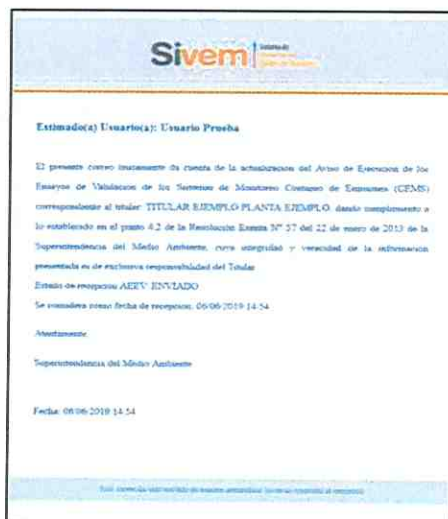 Sivem
Estimado(a) Usuario(a): Usuario Prueba
El presente correo únicamente da cuenta de la actualización del Aviso de Ejecución de los
Ensayos de Validación de los Sistemas de Monitoreo Continuo de Emisiones (CEMS)
correspondiente al titular: TITULAR EJEMPLO PLANTA EJEMPLO, dando cumplimiento a
lo establecido en el punto 4.2 de la Resolución Exenta N° 57 del 22 de enero de 2013 de la
Superintendencia del Medio Ambiente, cuya integridad y veracidad de la información
presentada es de exclusiva responsabilidad del Titular
Estado de recepción AEEV: ENVIADO
Se considera como fecha de recepción: 06/06/2019 14:54
Atentamente
Superintendencia del Medio Ambiente
Fecha: 06/06/2019 14:54